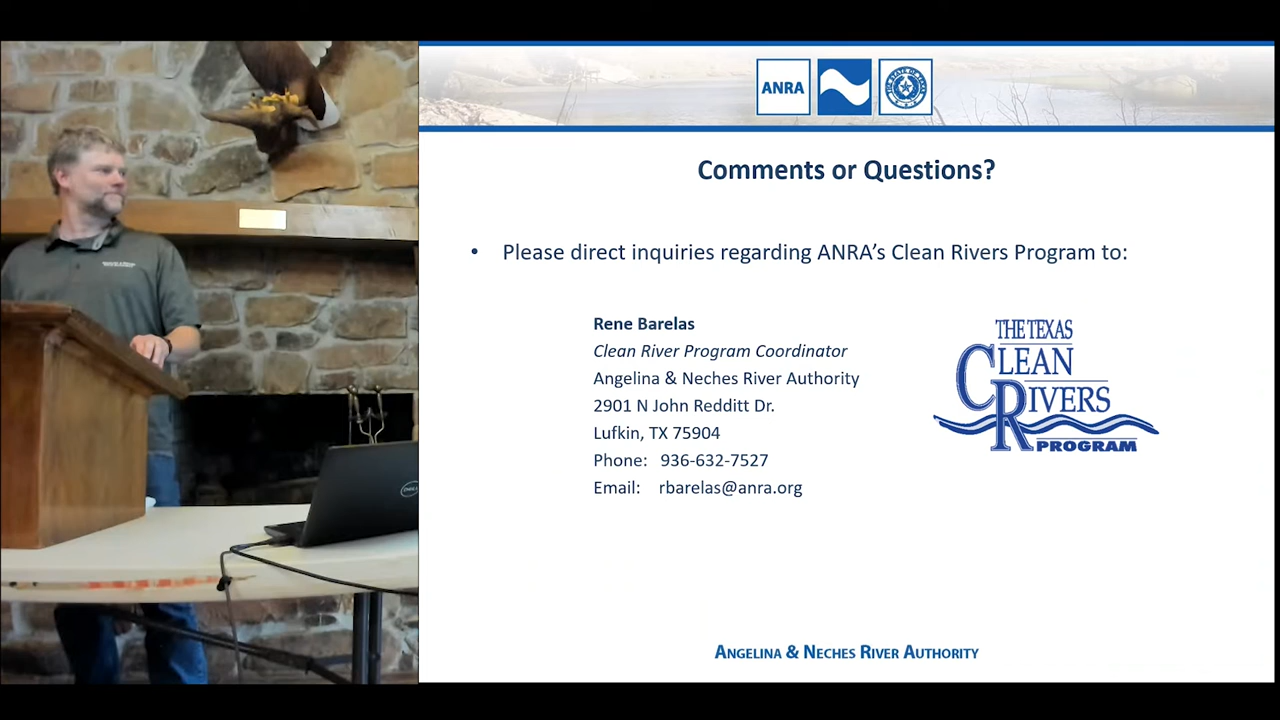 ANRA
Comments or Questions?
• Please direct inquiries regarding ANRA’s Clean Rivers Program to:
Rene Barelas
Clean River Program Coordinator
Angelina & Neches River Authority
2901 N John Redditt Dr.
Lufkin, TX 75904
Phone: 936-632-7527
Email: rbarelas@anra.org
THE TEXAS
CLEAN
RIVERS
PROGRAM
DELL
ANGELINA & NECHES RIVER AUTHORITY